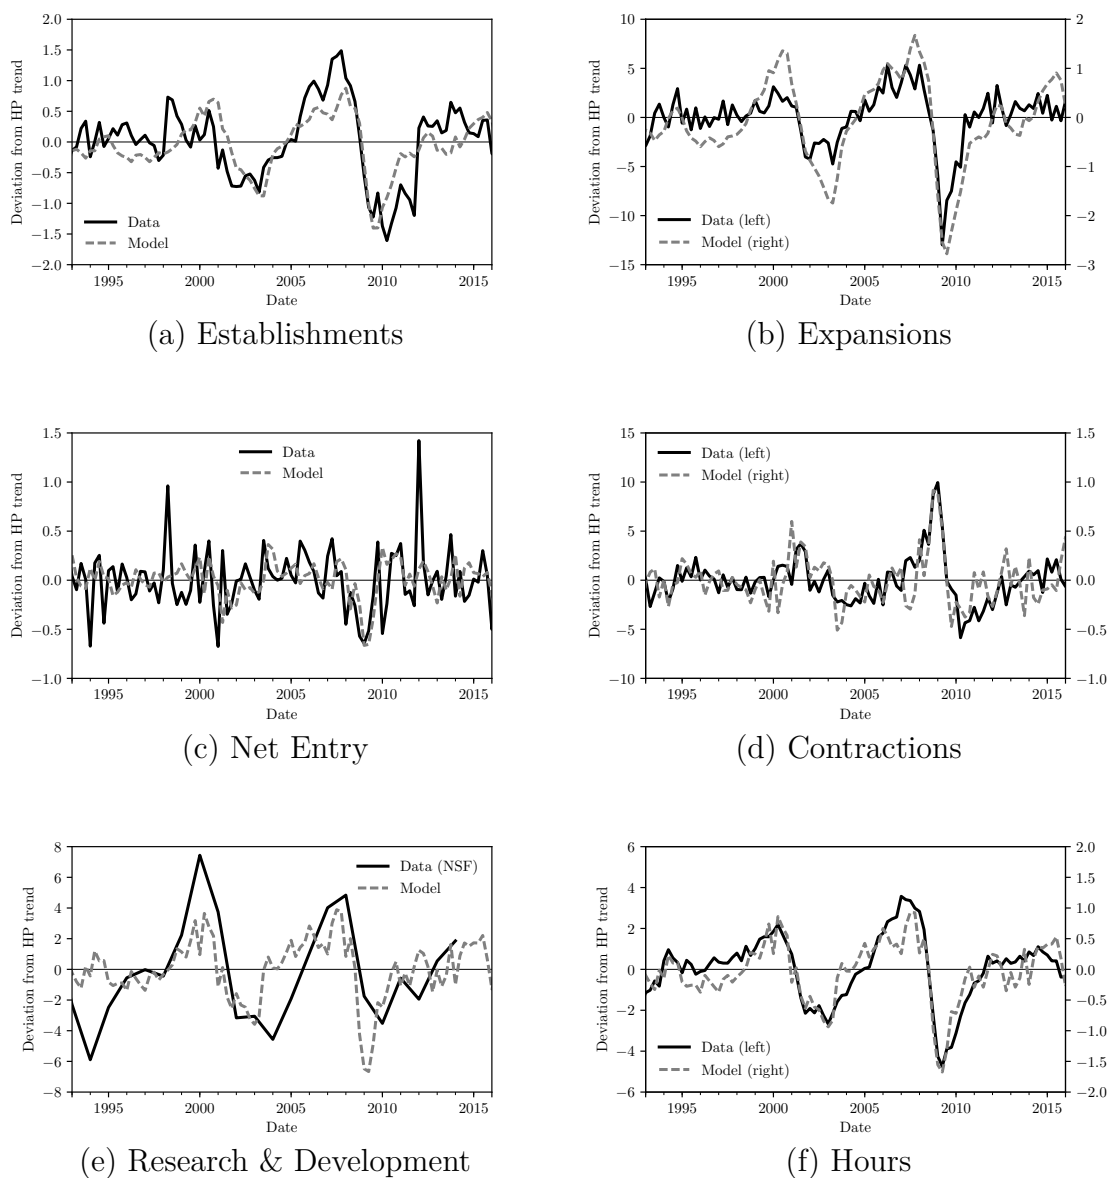 2.0
1.5
1.0
0.5
0.0
−0.5
−1.0
−1.5
−2.0
Deviation from HP trend
Data
Model
1995 2000 2005 2010 2015
Date
(a) Establishments
10
5
0
−5
−10
−15
Deviation from HP trend
Data (left)
Model (right)
2
1
0
−1
−2
−3
1995 2000 2005 2010 2015
Date
(b) Expansions
1.5
1.0
0.5
0.0
−0.5
−1.0
Deviation from HP trend
Data
Model
1995 2000 2005 2010 2015
Date
(c) Net Entry
15
10
5
0
−5
−10
Deviation from HP trend
Data (left)
Model (right)
1.5
1.0
0.5
0.0
−0.5
−1.0
1995 2000 2005 2010 2015
Date
(d) Contractions
8
6
4
2
0
−2
−4
−6
−8
Deviation from HP trend
Data (NSF)
Model
1995 2000 2005 2010 2015
Date
(e) Research & Development
6
4
2
0
−2
−4
−6
Deviation from HP trend
Data (left)
Model (right)
2.0
1.5
1.0
0.5
0.0
−0.5
−1.0
−1.5
−2.0
1995 2000 2005 2010 2015
Date
(f) Hours